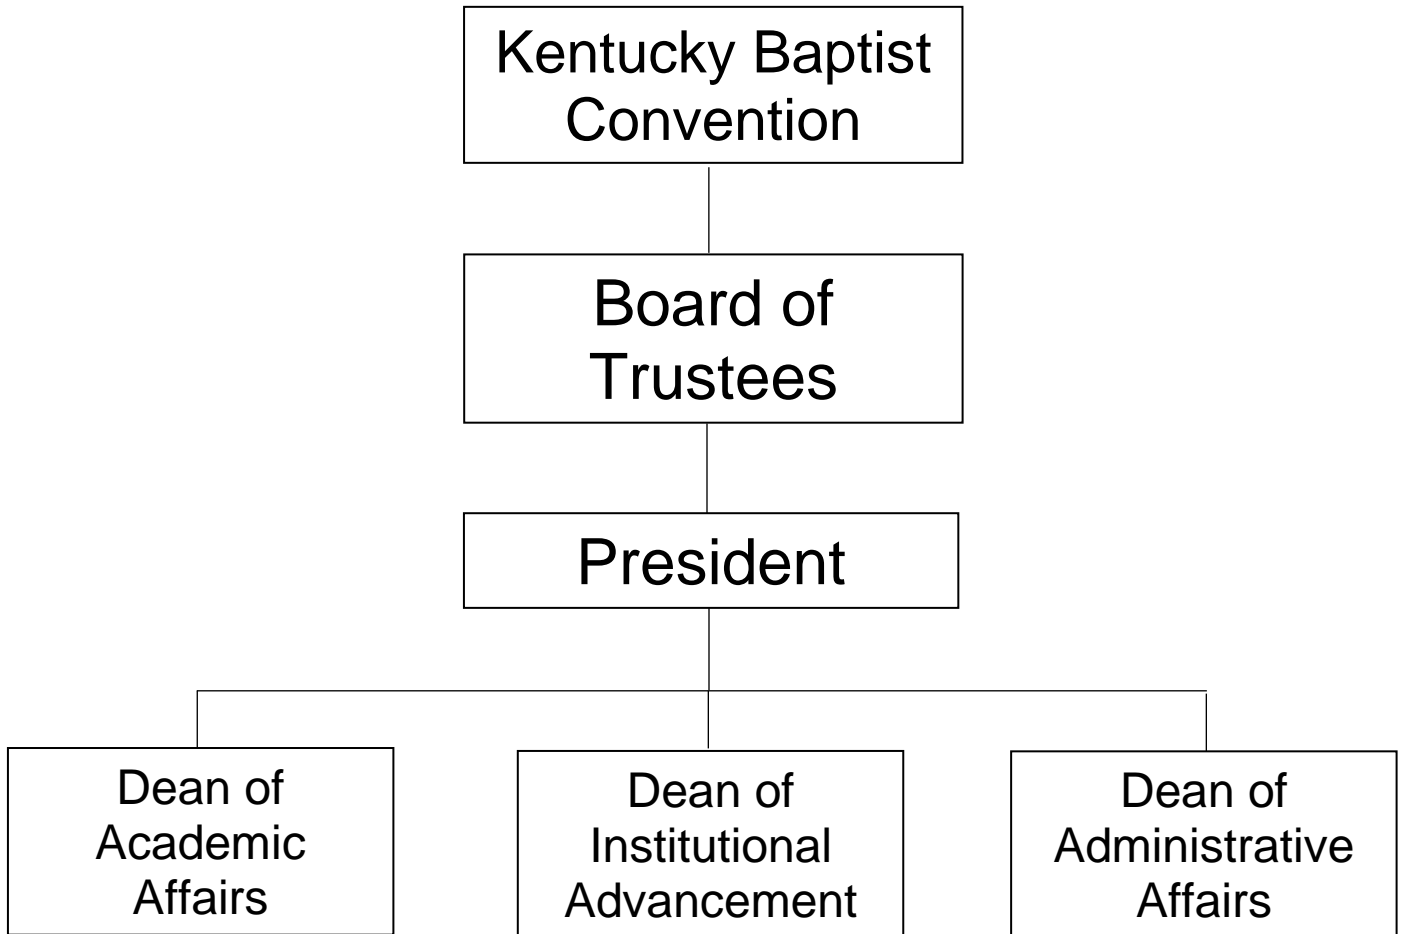 Kentucky Baptist
Convention
Board of
Trustees
President
Dean of
Academic
Affairs
Dean of
Institutional
Advancement
Dean of
Administrative
Affairs